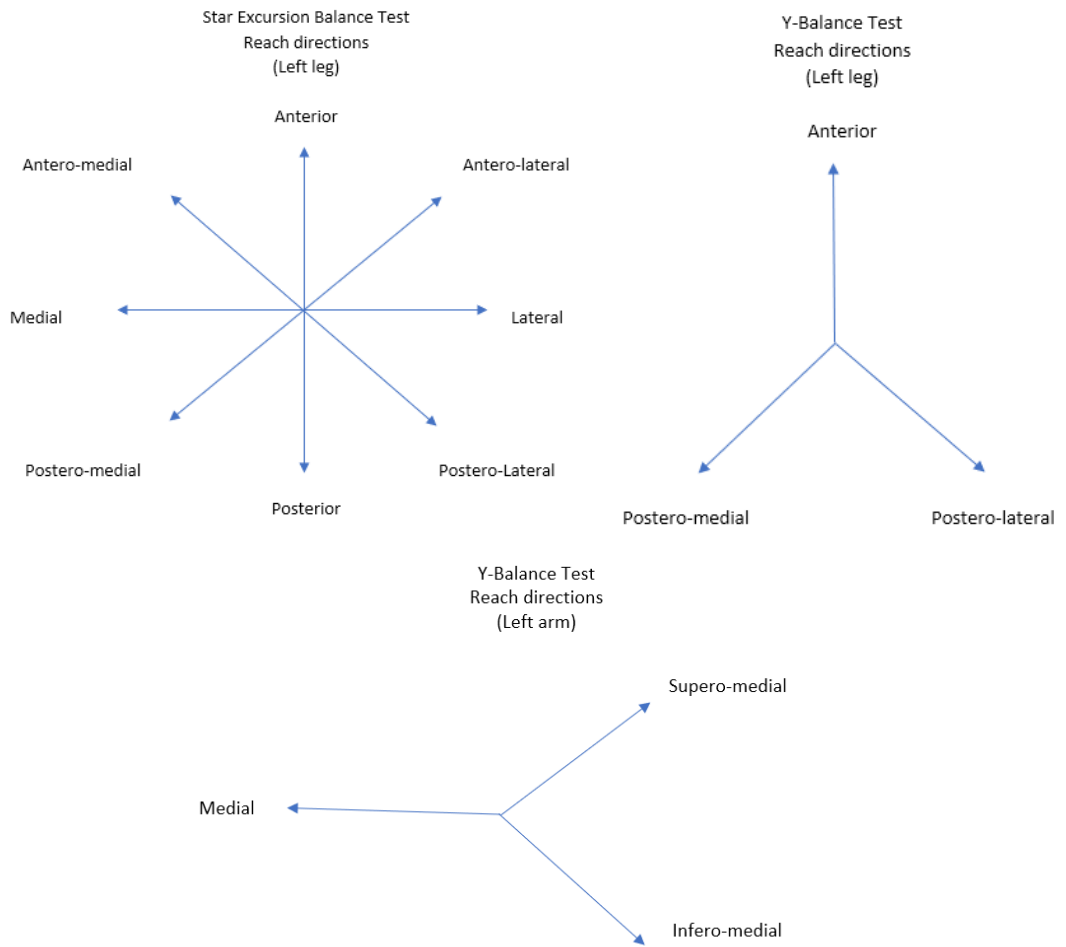 Star Excursion Balance Test
Reach directions
(Left leg)
Anterior
Antero-medial
Antero-lateral
Medial
Lateral
Postero-medial
Postero-Lateral
Posterior
Y-Balance Test
Reach directions
(Left leg)
Anterior
Postero-medial
Postero-lateral
Y-Balance Test
Reach directions
(Left arm)
Supero-medial
Medial
Infero-medial